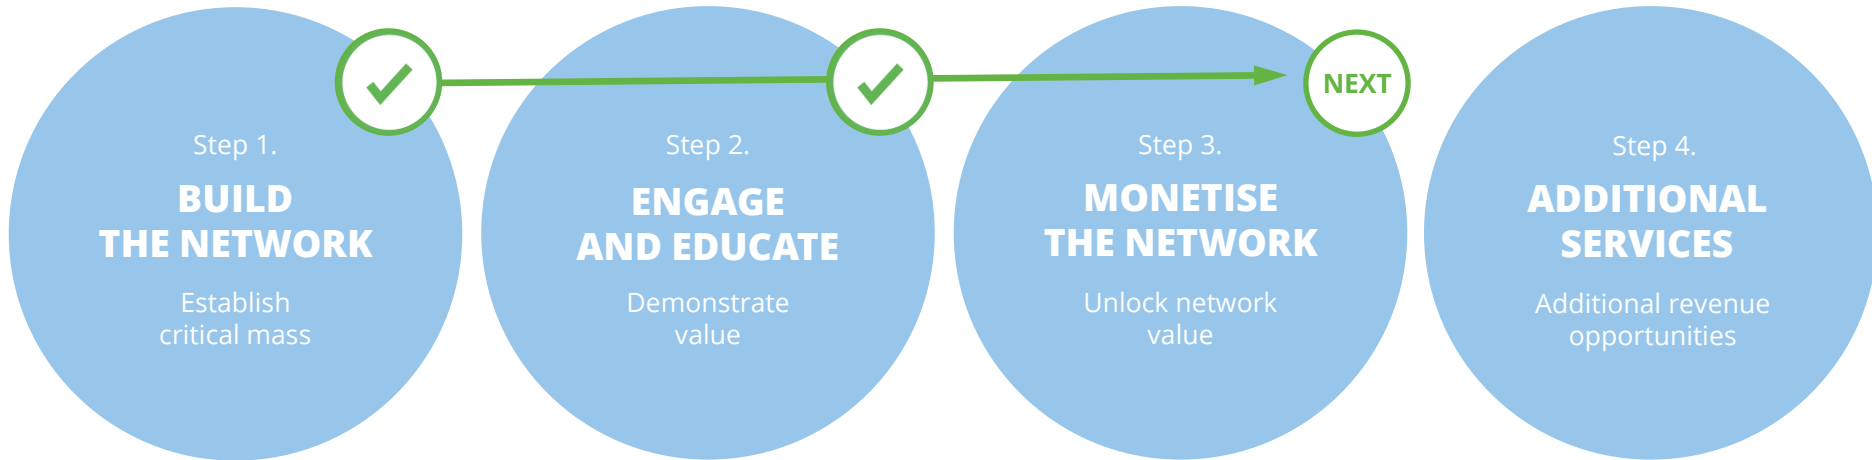 Step 1.
BUILD
THE NETWORK
Establish
critical mass
Step 2.
ENGAGE
AND EDUCATE
Demonstrate
value
NEXT
Step 3.
MONETISE
THE NETWORK
Unlock network
value
Step 4.
ADDITIONAL
SERVICES
Additional revenue
opportunities